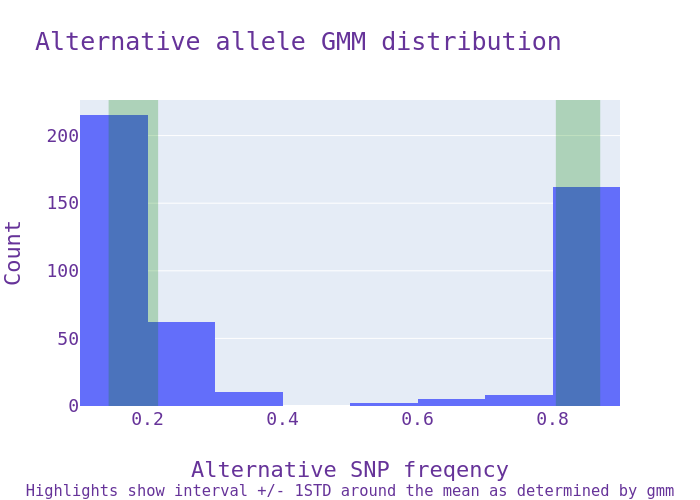 Alternative allele GMM distribution
200
150
100
50
0
Count
0.2 0.4 0.6 0.8
Alternative SNP freqency
Highlights show interval +/- 1STD around the mean as determined by gmm